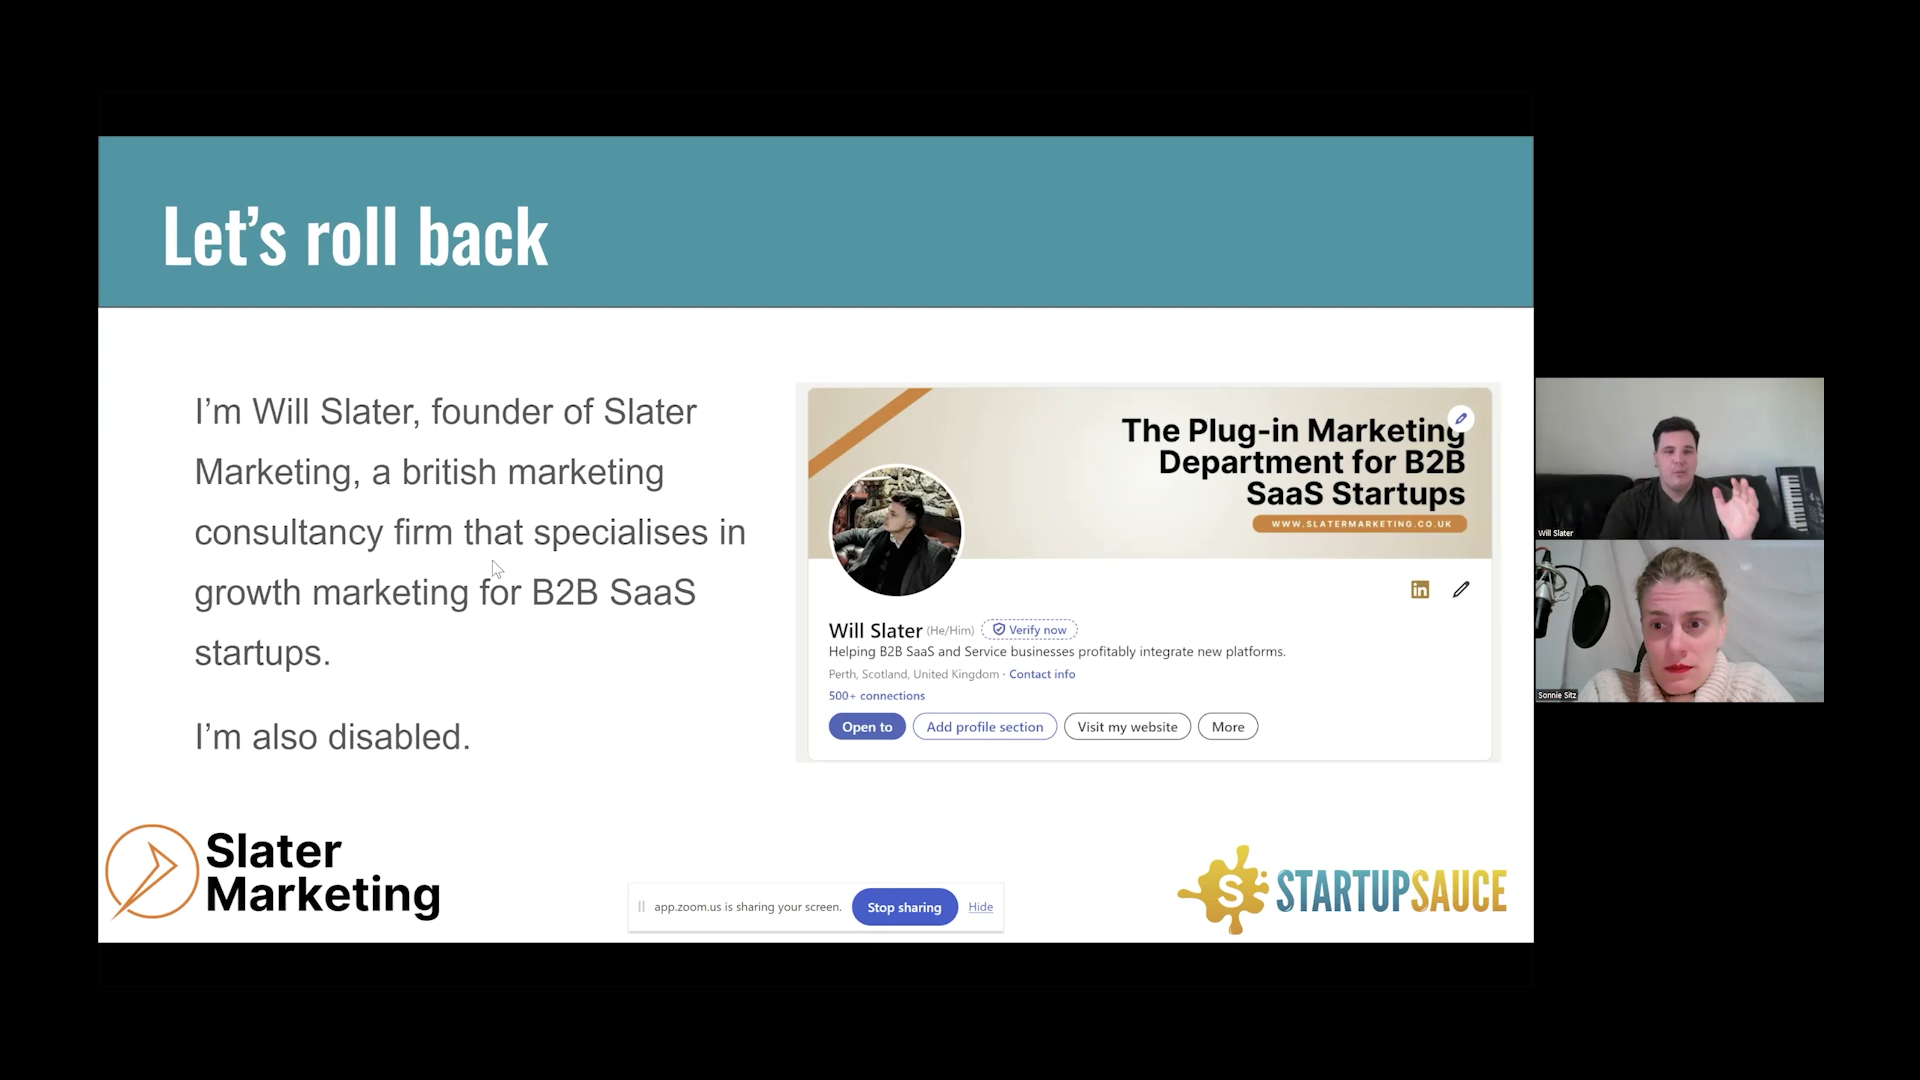 Let's roll back
I'm Will Slater, founder of Slater
Marketing, a british marketing
consultancy firm that specialises in
growth marketing for B2B SaaS
startups.
I'm also disabled.
The Plug-in Marketing
Department for B2B
SaaS Startups
WWW.SLATERMARKETING.CO.UK
in
Will Slater (He/Him) Verify now
Helping B2B SaaS and Service businesses profitably integrate new platforms.
Perth, Scotland, United Kingdom · Contact info
500+ connections
Open to Add profile section Visit my website More
Slater
Marketing
app.zoom.us is sharing your screen. Stop sharing Hide
S STARTUPSAUCE
Will Slater
Sonnie Sitz